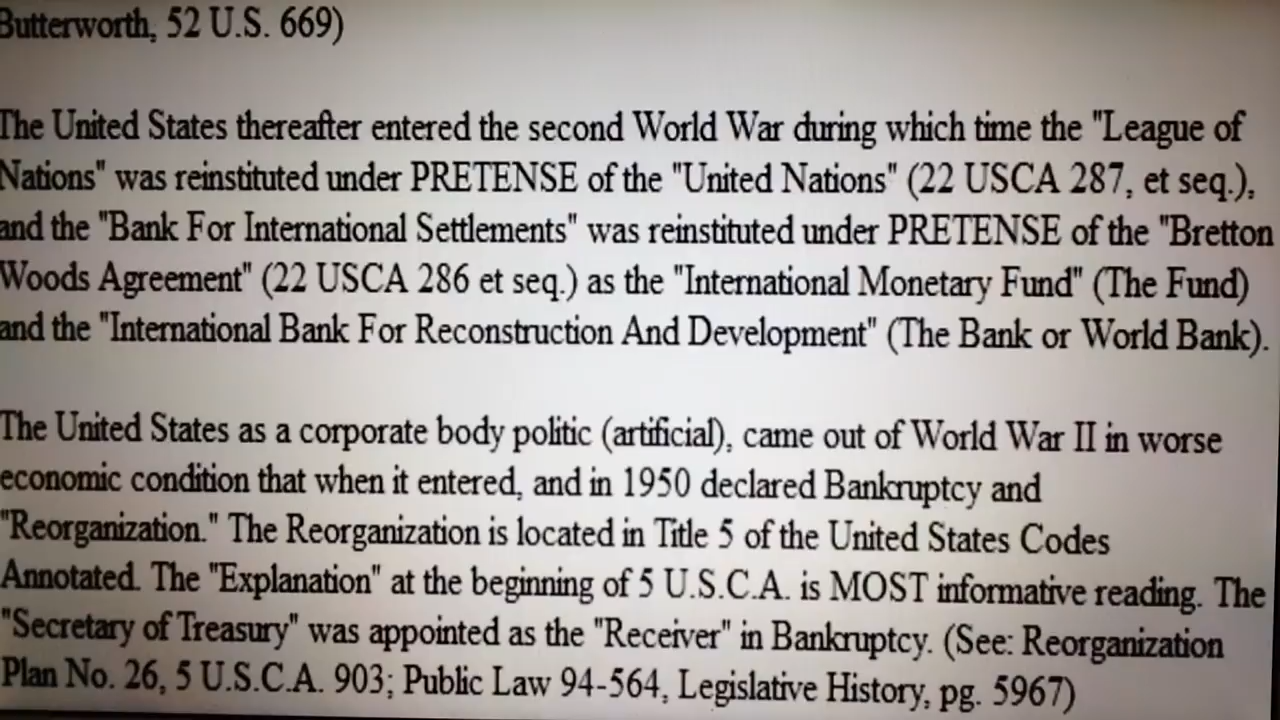 Butterworth, 52 U.S. 669)
The United States thereafter entered the second World War during which time the "League of
Nations" was reinstituted under PRETENSE of the "United Nations" (22 USCA 287, et seq.),
and the "Bank For International Settlements" was reinstituted under PRETENSE of the "Bretton
Woods Agreement" (22 USCA 286 et seq.) as the "International Monetary Fund" (The Fund)
and the "International Bank For Reconstruction And Development" (The Bank or World Bank).
The United States as a corporate body politic (artificial), came out of World War II in worse
economic condition that when it entered, and in 1950 declared Bankruptcy and
"Reorganization." The Reorganization is located in Title 5 of the United States Codes
Annotated. The "Explanation" at the beginning of 5 U.S.C.A. is MOST informative reading. The
"Secretary of Treasury" was appointed as the "Receiver" in Bankruptcy. (See: Reorganization
Plan No. 26, 5 U.S.C.A. 903; Public Law 94-564, Legislative History, pg. 5967)